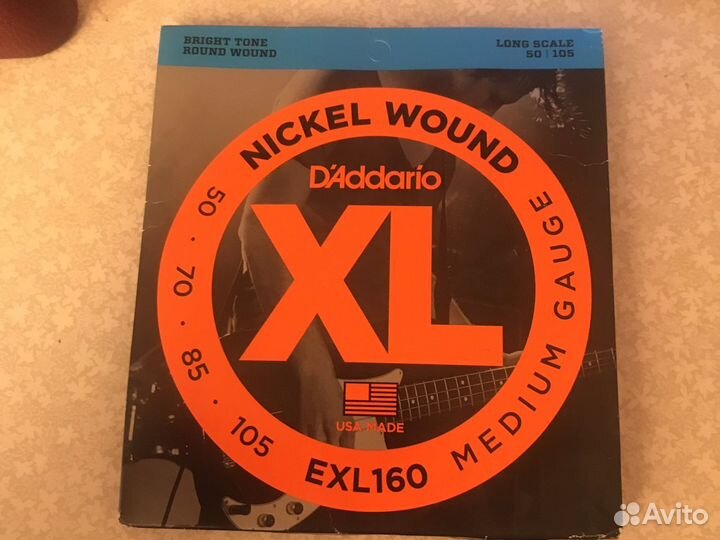 BRIGHT TONE
ROUND WOUND
LONG SCALE
50 | 105
NICKEL WOUND
D'Addario
XL
50 · 70 · 85 · 105
USA MADE
EXL160
MEDIUM GAUGE
Avito